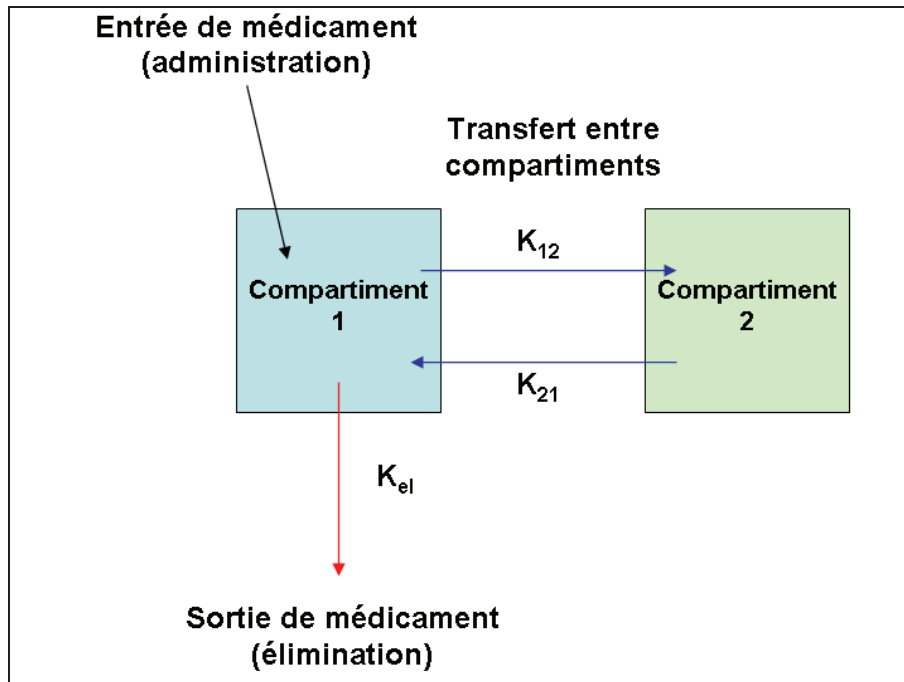 Entrée de médicament
(administration)
Transfert entre
compartiments
K₁₂
Compartiment
1
Compartiment
2
K₂₁
Kₑₗ
Sortie de médicament
(élimination)